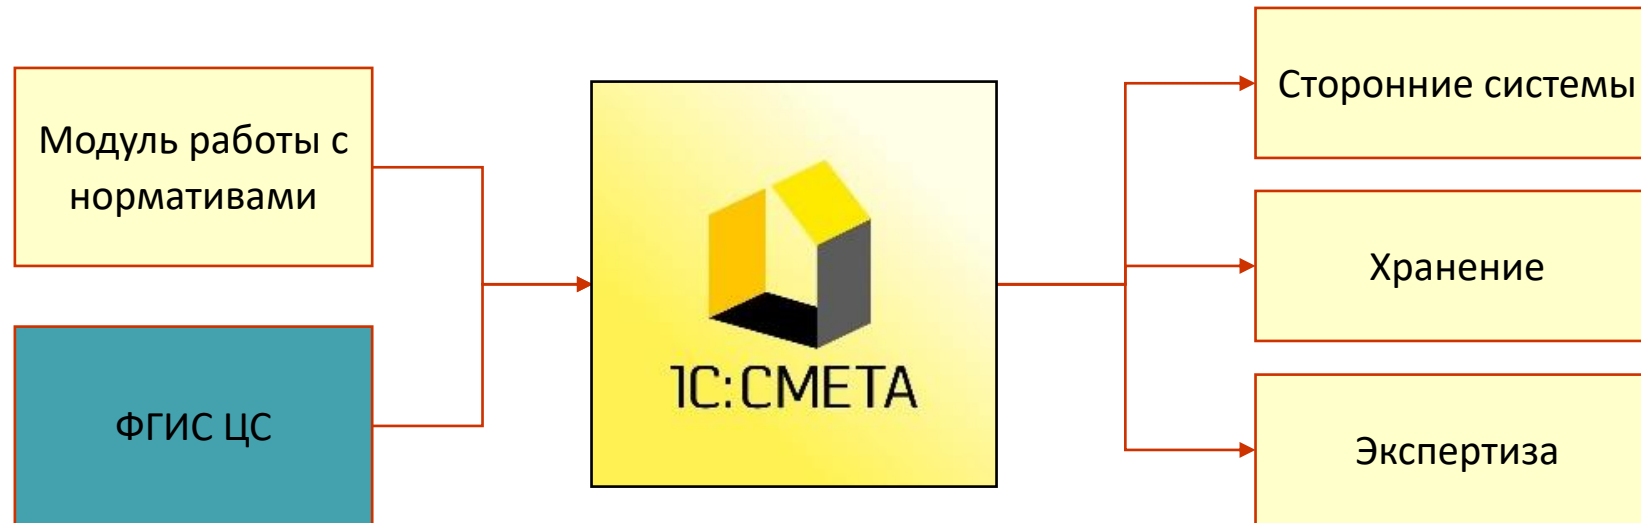 Модуль работы с
нормативами
ФГИС ЦС
1С:СМЕТА
Сторонние системы
Хранение
Экспертиза